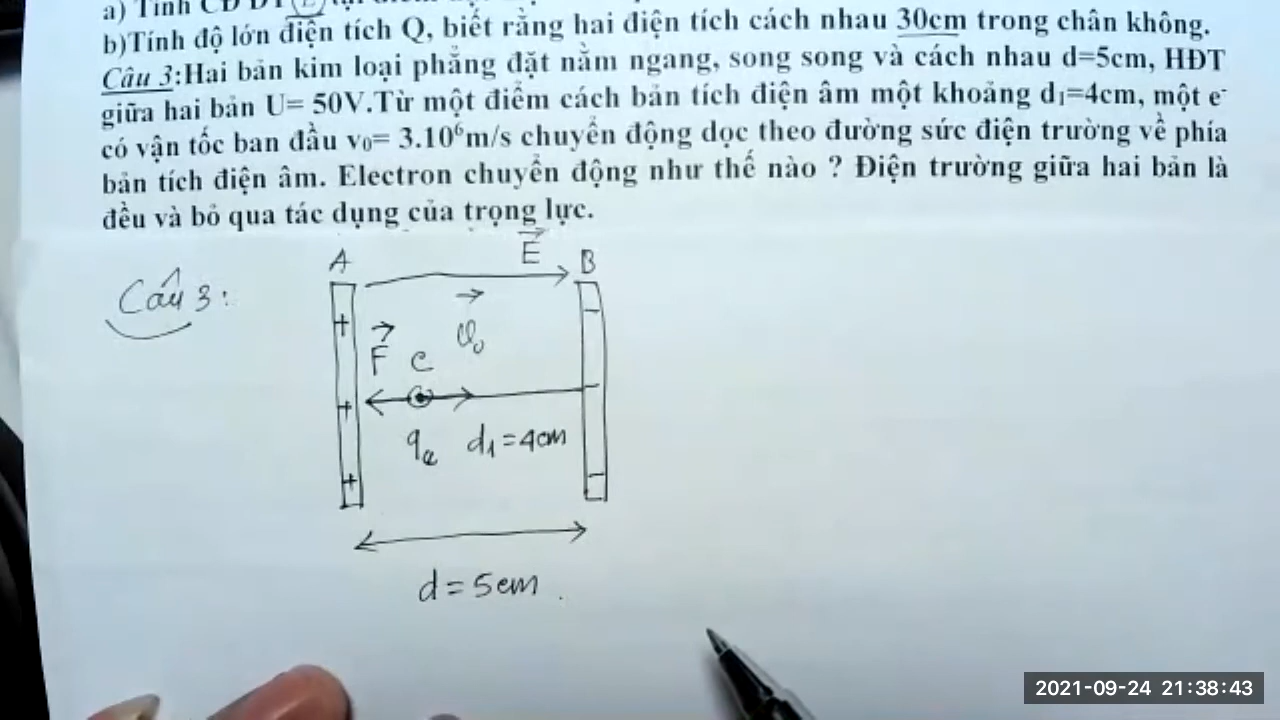 a) Tính CĐĐT
b)Tính độ lớn điện tích Q, biết rằng hai điện tích cách nhau 30cm trong chân không.
Câu 3:Hai bản kim loại phẳng đặt nằm ngang, song song và cách nhau d=5cm, HĐT
giữa hai bản U= 50V.Từ một điểm cách bản tích điện âm một khoảng d₁=4cm, một e⁻
có vận tốc ban đầu v₀= 3.10⁶m/s chuyển động dọc theo đường sức điện trường về phía
bản tích điện âm. Electron chuyển động như thế nào ? Điện trường giữa hai bản là
đều và bỏ qua tác dụng của trọng lực.
Câu 3:
A E B
+ -
F C v₀
+ -
qe d₁=4cm
+ -
d = 5cm.
2021-09-24 21:38:43